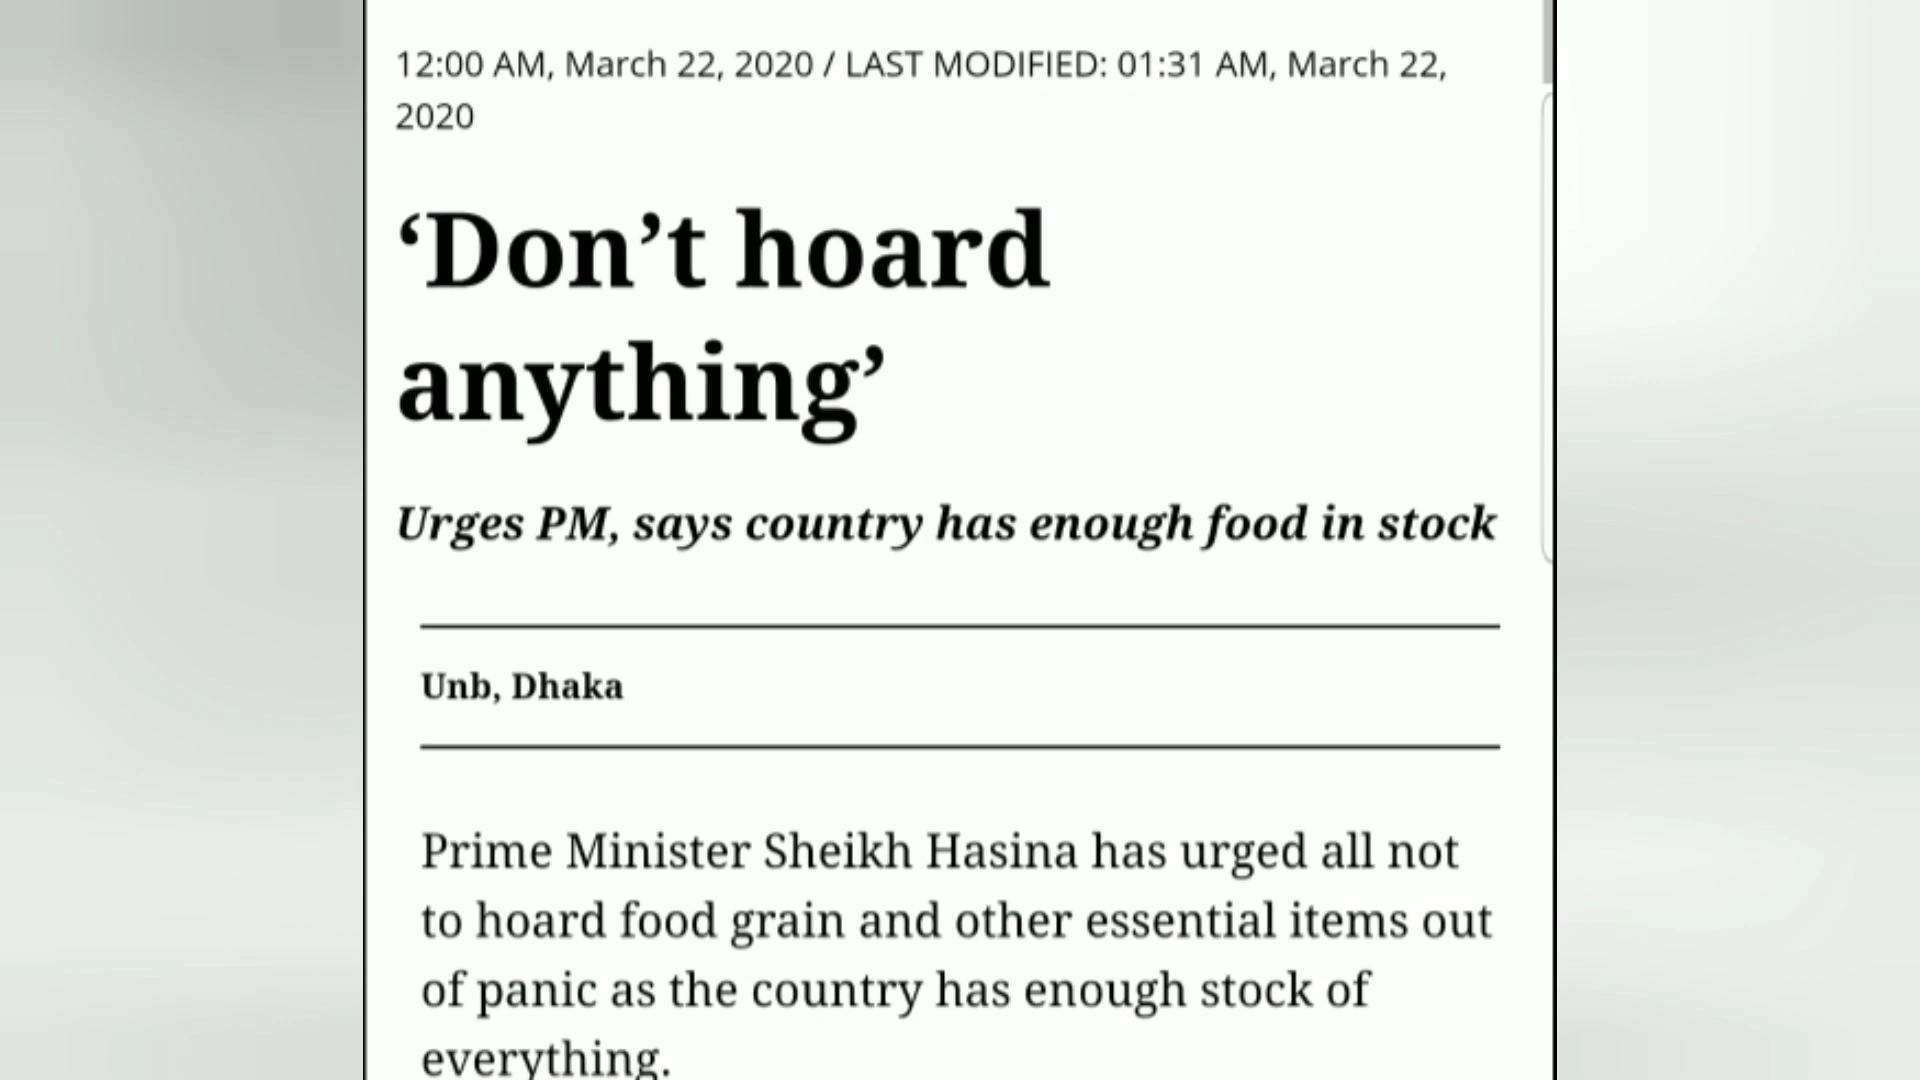 12:00 AM, March 22, 2020 / LAST MODIFIED: 01:31 AM, March 22,
2020
‘Don’t hoard
anything’
Urges PM, says country has enough food in stock
Unb, Dhaka
Prime Minister Sheikh Hasina has urged all not
to hoard food grain and other essential items out
of panic as the country has enough stock of
everything.